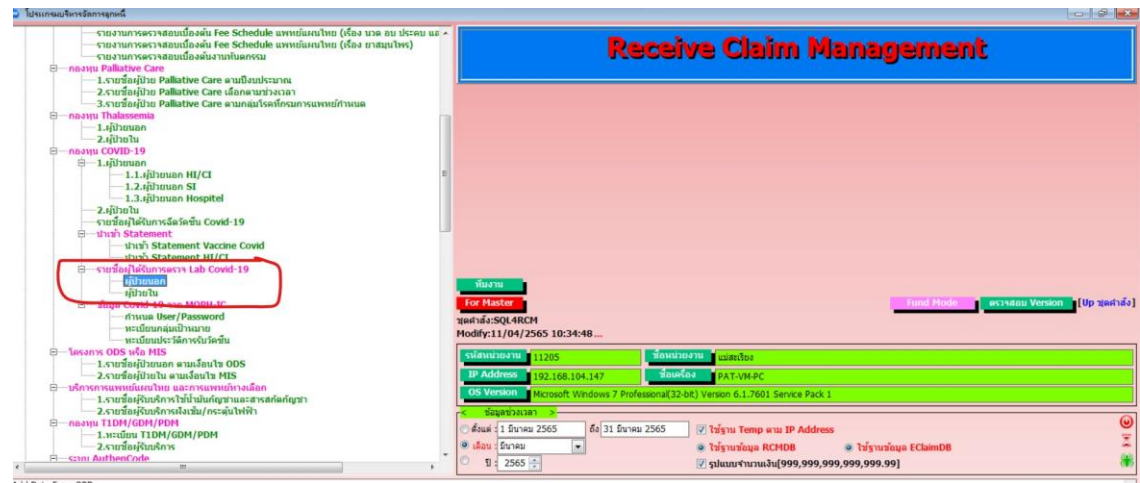 โปรแกรมบริหารจัดการลูกหนี้
รายงานการตรวจสอบเบื้องต้น Fee Schedule แพทย์แผนไทย (เรื่อง นวด อบ ประคบ แล
รายงานการตรวจสอบเบื้องต้น Fee Schedule แพทย์แผนไทย (เรื่อง ยาสมุนไพร)
รายงานการตรวจสอบเบื้องต้นงานทันตกรรม
กองทุน Palliative Care
1.รายชื่อผู้ป่วย Palliative Care ตามปีงบประมาณ
2.รายชื่อผู้ป่วย Palliative Care เลือกตามช่วงเวลา
3.รายชื่อผู้ป่วย Palliative Care ตามกลุ่มโรคที่กรมการแพทย์กำหนด
กองทุน Thalassemia
1.ผู้ป่วยนอก
2.ผู้ป่วยใน
กองทุน COVID-19
1.ผู้ป่วยนอก
1.1.ผู้ป่วยนอก HI/CI
1.2.ผู้ป่วยนอก SI
1.3.ผู้ป่วยนอก Hospitel
2.ผู้ป่วยใน
รายชื่อผู้ได้รับการฉีดวัคซีน Covid-19
นำเข้า Statement
นำเข้า Statement Vaccine Covid
นำเข้า Statement HI/CI
รายชื่อผู้ได้รับการตรวจ Lab Covid-19
ผู้ป่วยนอก
ผู้ป่วยใน
ข้อมูล Covid-19 จาก MOPH-IC
กำหนด User/Password
ทะเบียนกลุ่มเป้าหมาย
ทะเบียนประวัติการรับวัคซีน
โครงการ ODS หรือ MIS
1.รายชื่อผู้ป่วยนอก ตามเงื่อนไข ODS
2.รายชื่อผู้ป่วยใน ตามเงื่อนไข MIS
บริการการแพทย์แผนไทย และการแพทย์ทางเลือก
1.รายชื่อผู้รับบริการใช้น้ำมันกัญชาและสารสกัดกัญชา
2.รายชื่อผู้รับบริการฝังเข็ม/กระตุ้นไฟฟ้า
กองทุน T1DM/GDM/PDM
1.ทะเบียน T1DM/GDM/PDM
2.รายชื่อผู้รับบริการ
ระบบ AuthenCode
Receive Claim Management
ทีมงาน
For Master
Fund Mode
ตรวจสอบ Version
[Up ชุดคำสั่ง]
ชุดคำสั่ง:SQL4RCM
Modify:11/04/2565 10:34:48...
รหัสหน่วยงาน 11205 ชื่อหน่วยงาน แม่สะเรียง
IP Address 192.168.104.147 ชื่อเครื่อง PAT-VM-PC
OS Version Microsoft Windows 7 Professional(32-bit) Version 6.1.7601 Service Pack 1
< ข้อมูลช่วงเวลา >
ตั้งแต่ : 1 มีนาคม 2565 ถึง 31 มีนาคม 2565 ใช้ฐาน Temp ตาม IP Address
เดือน : มีนาคม ใช้ฐานข้อมูล RCMDB ใช้ฐานข้อมูล EClaimDB
ปี : 2565 รูปแบบจำนวนเงิน[999,999,999,999,999.99]